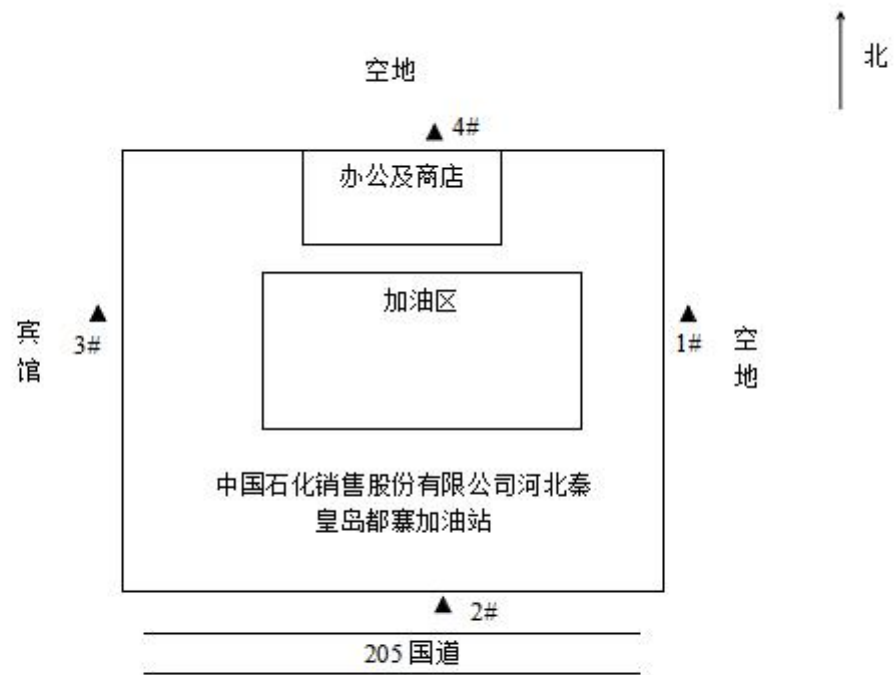 北
空地
▲ 4#
办公及商店
加油区
宾馆
▲
3#
▲
1#
空地
中国石化销售股份有限公司河北秦
皇岛都寨加油站
▲ 2#
205 国道